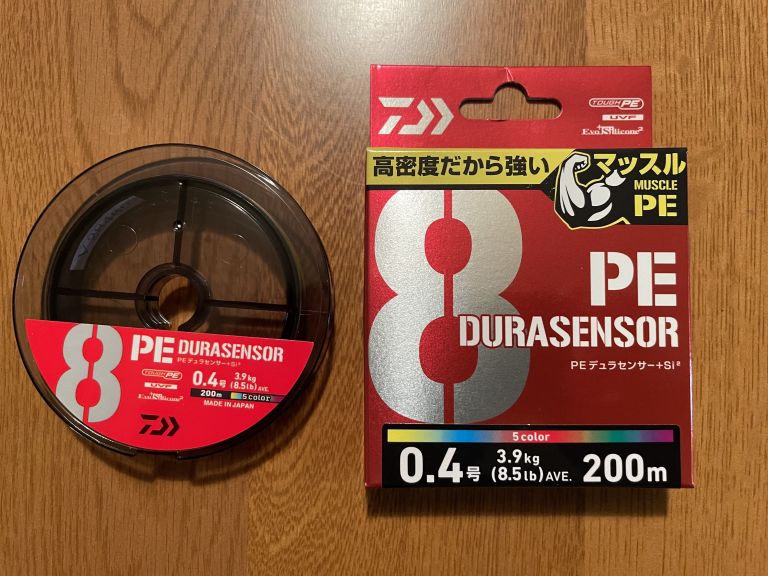 8
PE DURASENSOR
PEデュラセンサー+Si²
TOUGH PE
UVF
EvoSilicone²
0.4号
3.9kg
(8.5lb)AVE.
200m
5color
MADE IN JAPAN
TOUGH PE
UVF
EvoSilicone²
高密度だから強い
マッスル
MUSCLE
PE
8
PE
DURASENSOR
PEデュラセンサー+Si²
5color
0.4号
3.9kg
(8.5lb)AVE.
200m